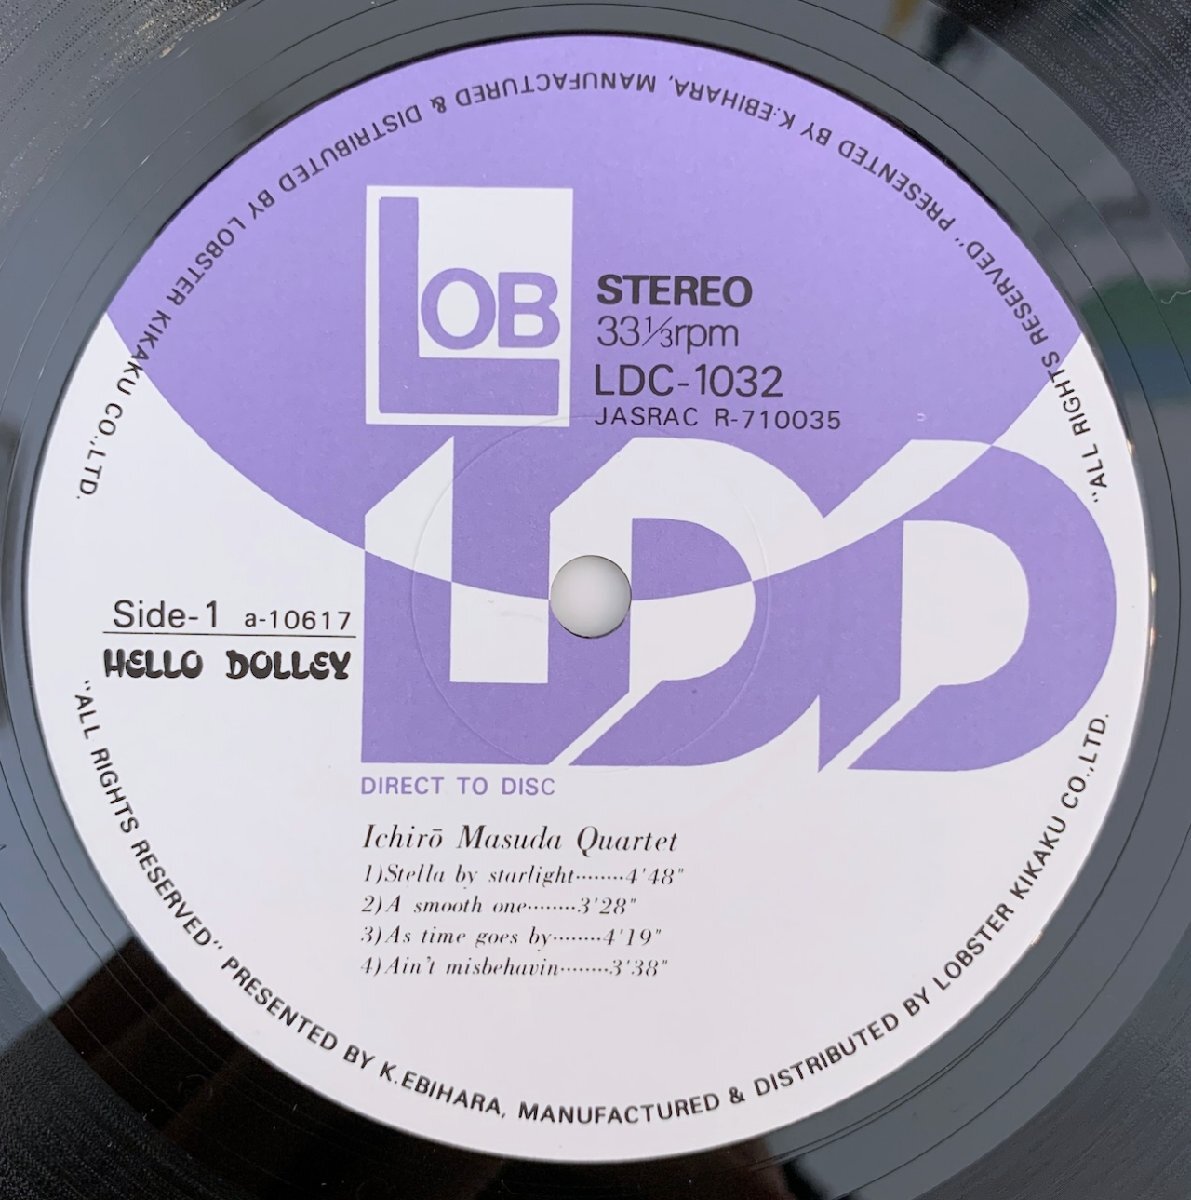 "ALL RIGHTS RESERVED" PRESENTED BY K.EBIHARA, MANUFACTURED & DISTRIBUTED BY LOBSTER KIKAKU CO.,LTD.
LOB
STEREO
33⅓rpm
LDC-1032
JASRAC R-710035
LDD
Side-1 a-10617
HELLO DOLLEY
DIRECT TO DISC
Ichirō Masuda Quartet
1)Stella by starlight········4'48"
2)A smooth one········3'28"
3)As time goes by········4'19"
4)Ain't misbehavin········3'38"
"ALL RIGHTS RESERVED". PRESENTED BY K.EBIHARA, MANUFACTURED & DISTRIBUTED BY LOBSTER KIKAKU CO.,LTD.